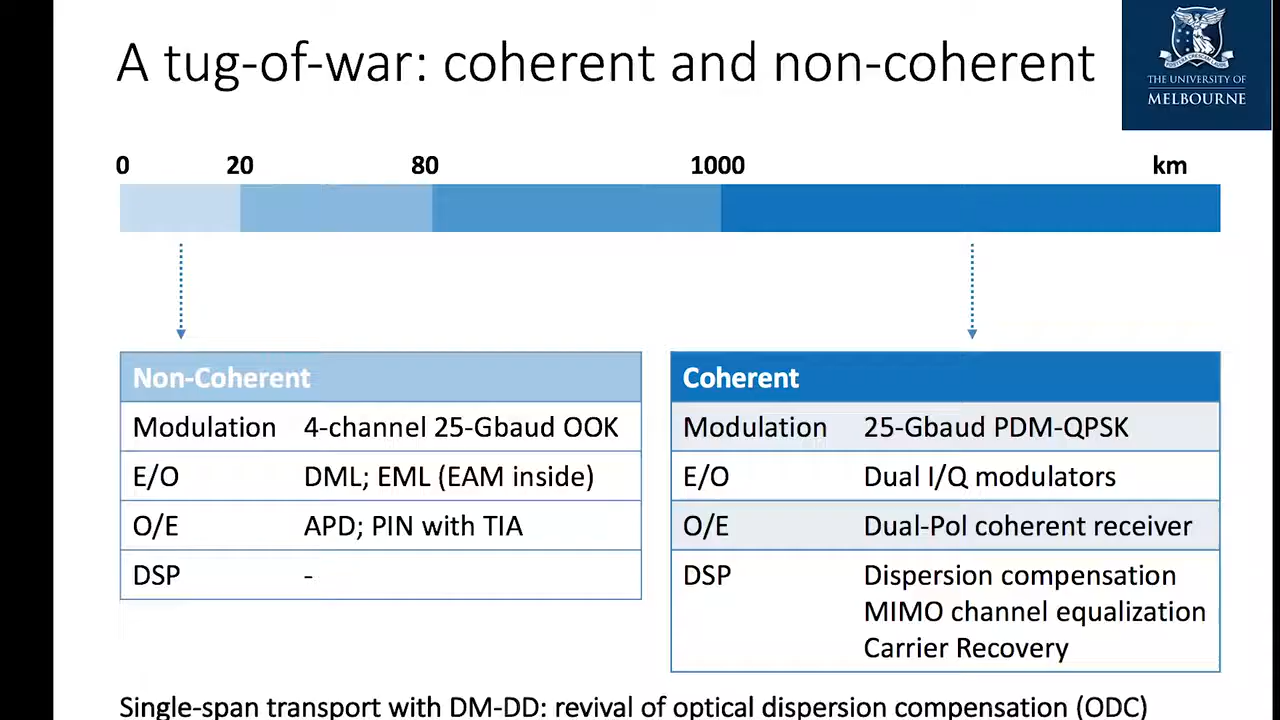 A tug-of-war: coherent and non-coherent
THE UNIVERSITY OF
MELBOURNE
0 20 80 1000 km
Non-Coherent
Modulation 4-channel 25-Gbaud OOK
E/O DML; EML (EAM inside)
O/E APD; PIN with TIA
DSP -
Coherent
Modulation 25-Gbaud PDM-QPSK
E/O Dual I/Q modulators
O/E Dual-Pol coherent receiver
DSP Dispersion compensation
MIMO channel equalization
Carrier Recovery
Single-span transport with DM-DD: revival of optical dispersion compensation (ODC)